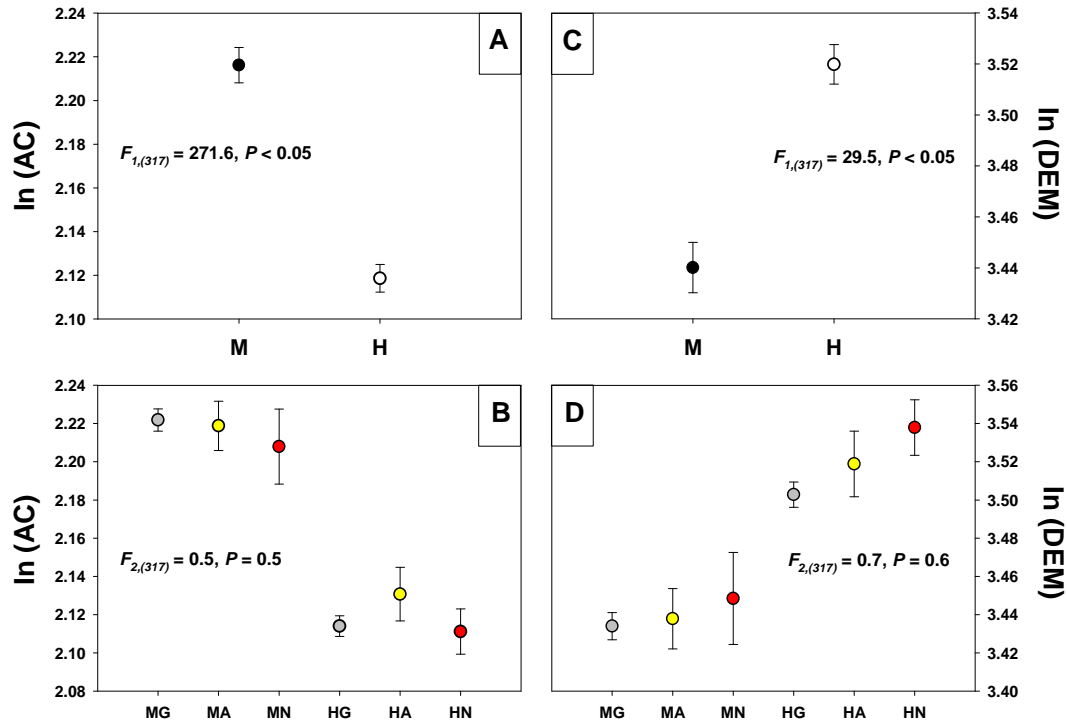 2.24
2.22
2.20
2.18
2.16
2.14
2.12
2.10
ln (AC)
A
F1,(317) = 271.6, P < 0.05
M H
C
F1,(317) = 29.5, P < 0.05
M H
3.54
3.52
3.50
3.48
3.46
3.44
3.42
ln (DEM)
2.24
2.22
2.20
2.18
2.16
2.14
2.12
2.10
2.08
ln (AC)
B
F2,(317) = 0.5, P = 0.5
MG MA MN HG HA HN
D
F2,(317) = 0.7, P = 0.6
MG MA MN HG HA HN
3.56
3.54
3.52
3.50
3.48
3.46
3.44
3.42
3.40
ln (DEM)